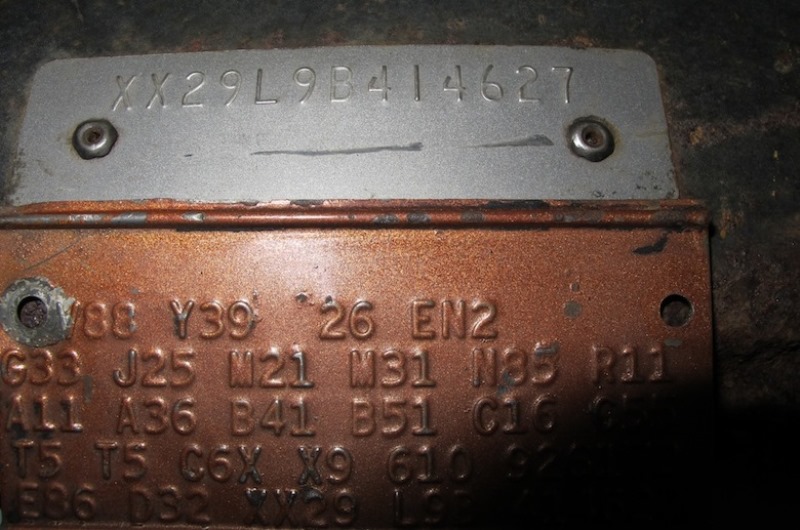 XX29L9B414627
V88 Y39 26 EN2
G33 J25 M21 M31 N85 R11
A11 A36 B41 B51 C16
T5 T5 C6X X9 610
E86 D32 XX29